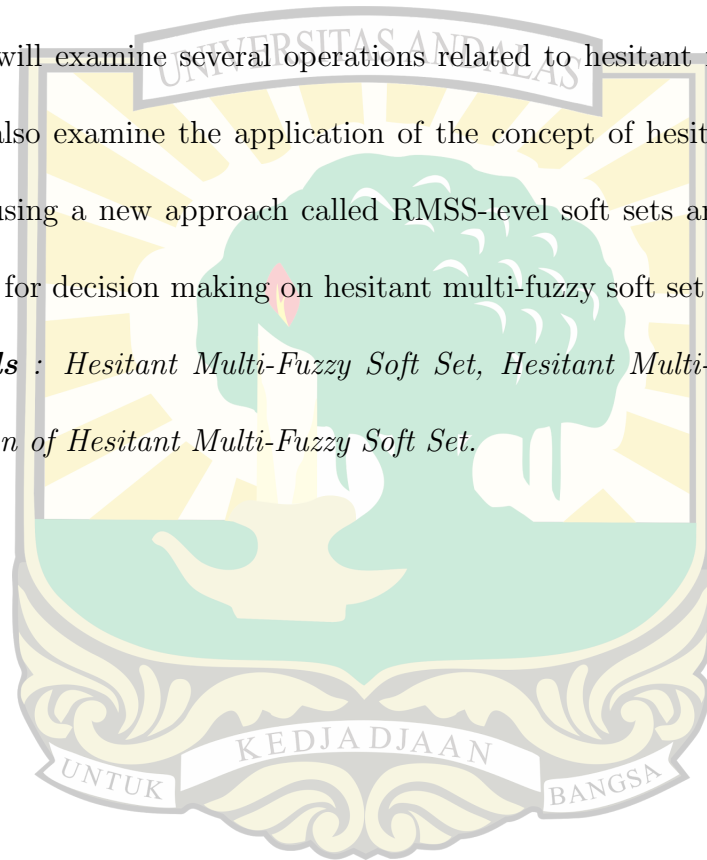 UNIVERSITAS ANDALAS
will examine several operations related to hesitant
also examine the application of the concept of
using a new approach called RMSS-level soft sets
for decision making on hesitant multi-fuzzy soft set
: Hesitant Multi-Fuzzy Soft Set, Hesitant Multi-
of Hesitant Multi-Fuzzy Soft Set.
UNTUK KEDJADJAAN BANGSA